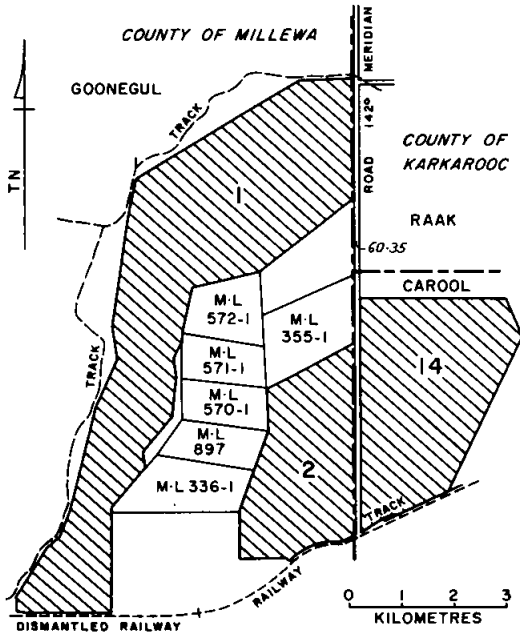 COUNTY OF MILLEWA
MERIDIAN
GOONEGUL
142°
TRACK
COUNTY OF
KARKAROOC
TN
1
ROAD
RAAK
60·35
CAROOL
M·L
572-1
M·L
355-1
M·L
571-1
14
TRACK
M·L
570-1
M·L
897
2
M·L 336-1
TRACK
RAILWAY
DISMANTLED RAILWAY
0 1 2 3
KILOMETRES